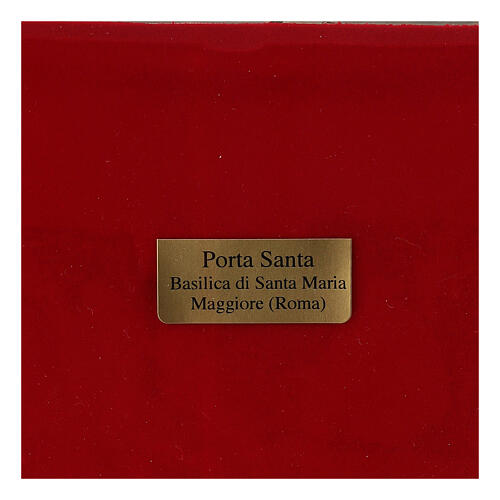 Porta Santa
Basilica di Santa Maria
Maggiore (Roma)